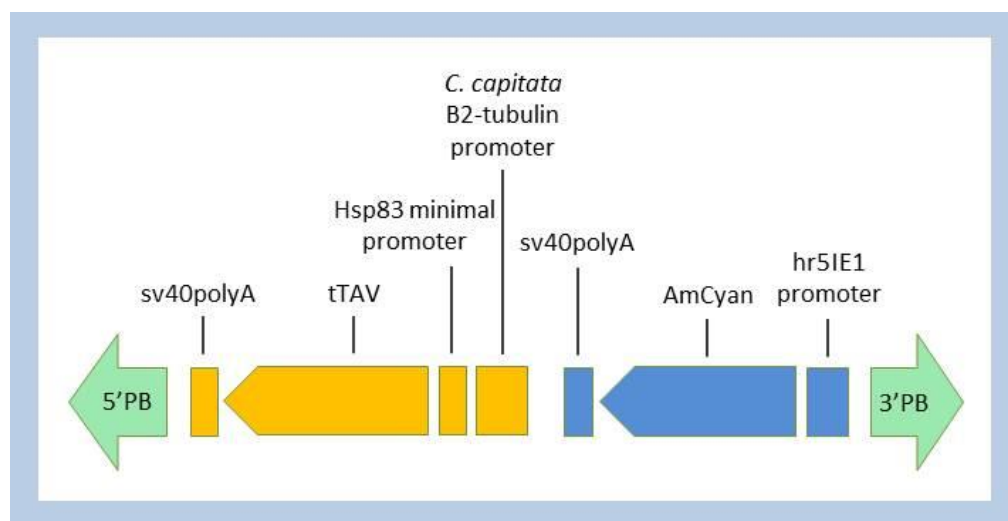 C. capitata
B2-tubulin
promoter
Hsp83 minimal
promoter
sv40polyA
hr5IE1
promoter
sv40polyA
tTAV
AmCyan
5’PB
3’PB